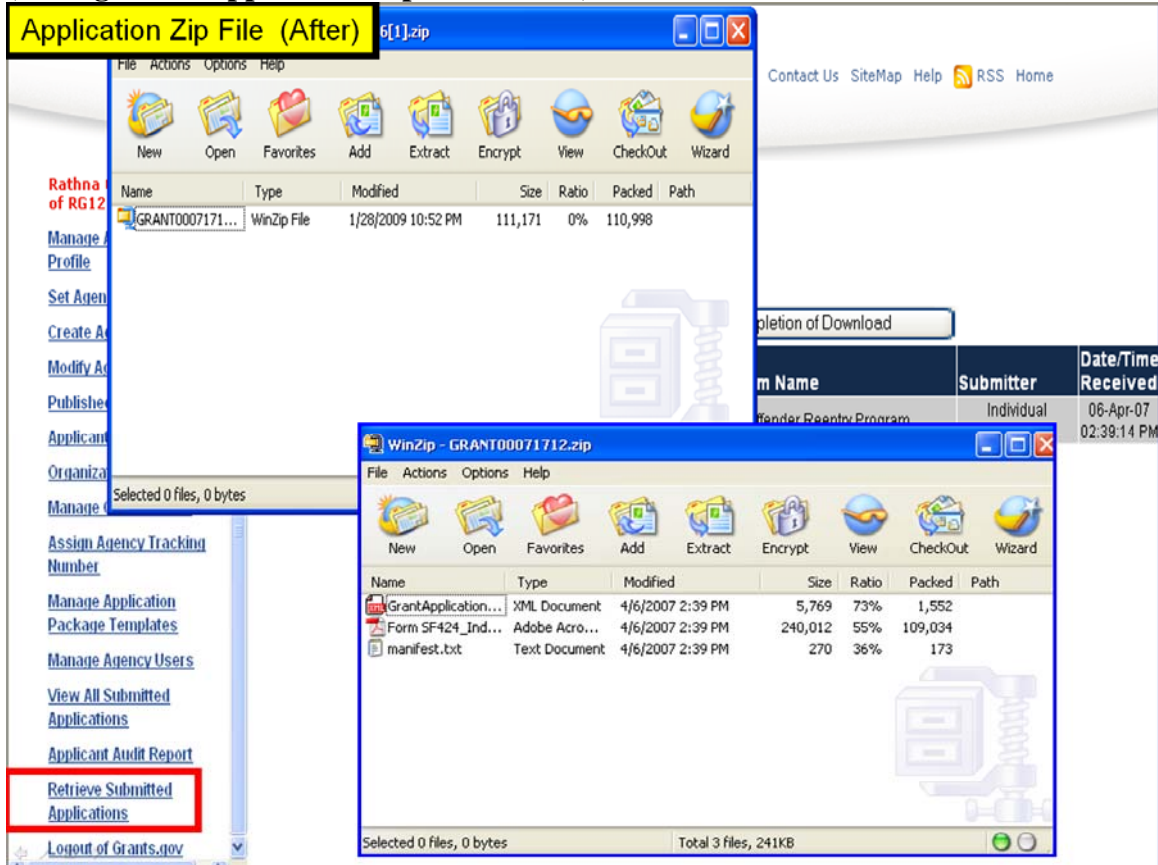 Application Zip File (After)
6[1].zip
File Actions Options Help
New Open Favorites Add Extract Encrypt View CheckOut Wizard
Name Type Modified Size Ratio Packed Path
GRANT0007171... WinZip File 1/28/2009 10:52 PM 111,171 0% 110,998
Selected 0 files, 0 bytes
Contact Us SiteMap Help RSS Home
Rathna
of RG12
Manage A
Profile
Set Agen
Create A
Modify Ag
Published
Applicant
Organiza
Manage
Assign Agency Tracking
Number
Manage Application
Package Templates
Manage Agency Users
View All Submitted
Applications
Applicant Audit Report
Retrieve Submitted
Applications
Logout of Grants.gov
pletion of Download
m Name Submitter Date/Time
Received
ffender Reentry Program Individual 06-Apr-07
02:39:14 PM
WinZip - GRANT00071712.zip
File Actions Options Help
New Open Favorites Add Extract Encrypt View CheckOut Wizard
Name Type Modified Size Ratio Packed Path
GrantApplication... XML Document 4/6/2007 2:39 PM 5,769 73% 1,552
Form SF424_Ind... Adobe Acro... 4/6/2007 2:39 PM 240,012 55% 109,034
manifest.txt Text Document 4/6/2007 2:39 PM 270 36% 173
Selected 0 files, 0 bytes Total 3 files, 241KB